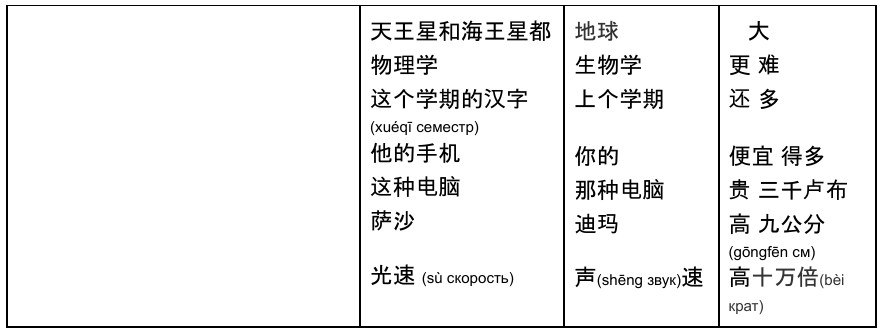 天王星和海王星都 地球 大
物理学 生物学 更 难
这个学期的汉字 上个学期 还 多
(xuéqī семестр)
他的手机 你的 便宜 得多
这种电脑 那种电脑 贵 三千卢布
萨沙 迪玛 高 九公分
(gōngfēn см)
光速 (sù скорость) 声(shēng звук)速 高十万倍(bèi
крат)